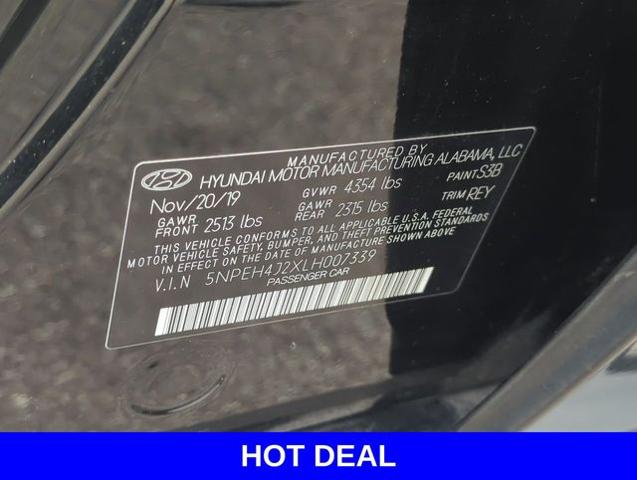 MANUFACTURED BY
HYUNDAI MOTOR MANUFACTURING ALABAMA, LLC
Nov/20/19 GVWR 4354 lbs PAINT S3B
GAWR FRONT 2513 lbs GAWR REAR 2315 lbs TRIM REY
THIS VEHICLE CONFORMS TO ALL APPLICABLE U.S.A. FEDERAL
MOTOR VEHICLE SAFETY, BUMPER, AND THEFT PREVENTION STANDARDS
IN EFFECT ON THE DATE OF MANUFACTURE SHOWN ABOVE.
V.I.N 5NPEH4J2XLH007339
PASSENGER CAR
HOT DEAL